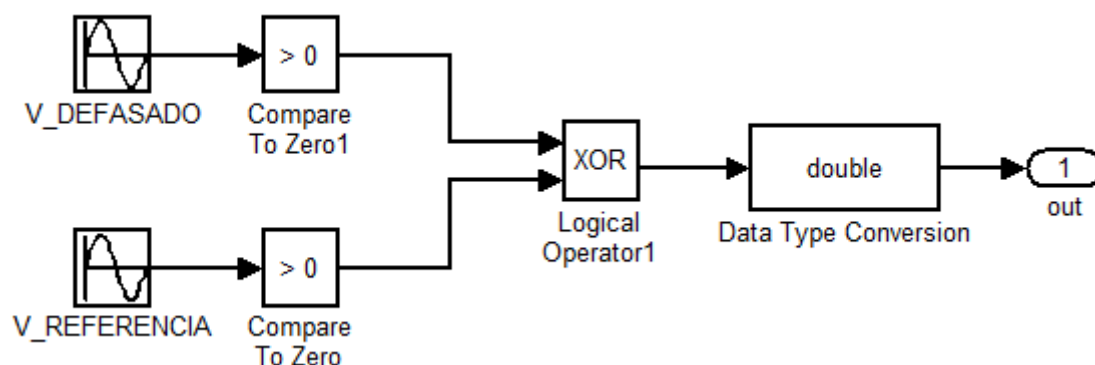 > 0
V_DEFASADO
Compare
To Zero1
XOR
double
1
Logical
Operator1
Data Type Conversion
out
> 0
V_REFERENCIA
Compare
To Zero